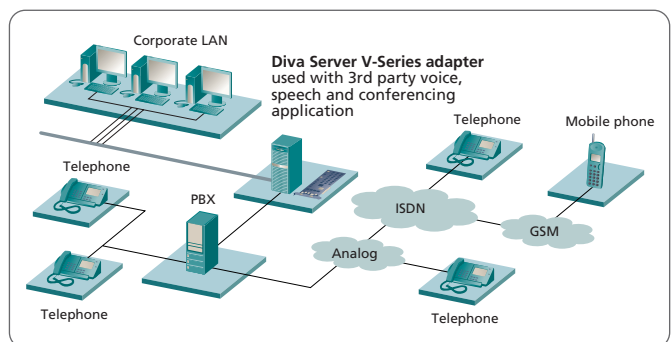 Corporate LAN
Diva Server V-Series adapter
used with 3rd party voice,
speech and conferencing
application
Telephone
Mobile phone
Telephone
PBX
ISDN
GSM
Analog
Telephone
Telephone